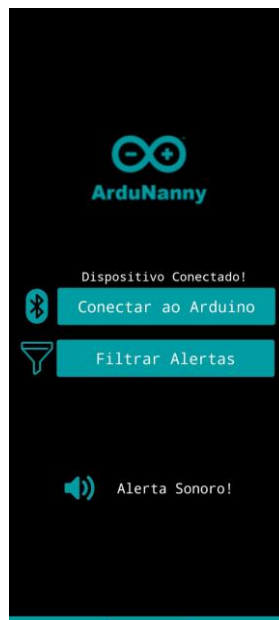 ArduNanny
Dispositivo Conectado!
Conectar ao Arduino
Filtrar Alertas
Alerta Sonoro!